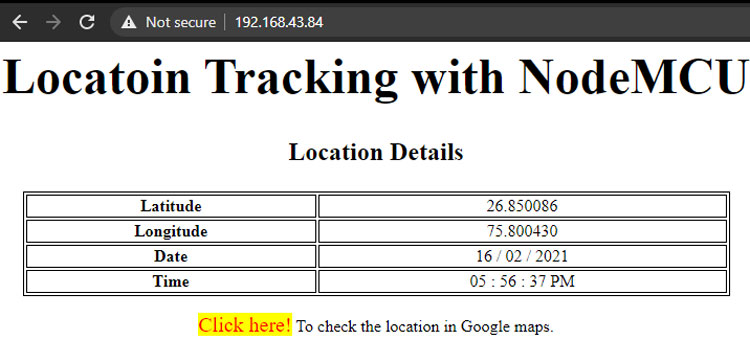 Not secure | 192.168.43.84
Locatoin Tracking with NodeMCU
Location Details
Latitude 26.850086
Longitude 75.800430
Date 16 / 02 / 2021
Time 05 : 56 : 37 PM
Click here! To check the location in Google maps.